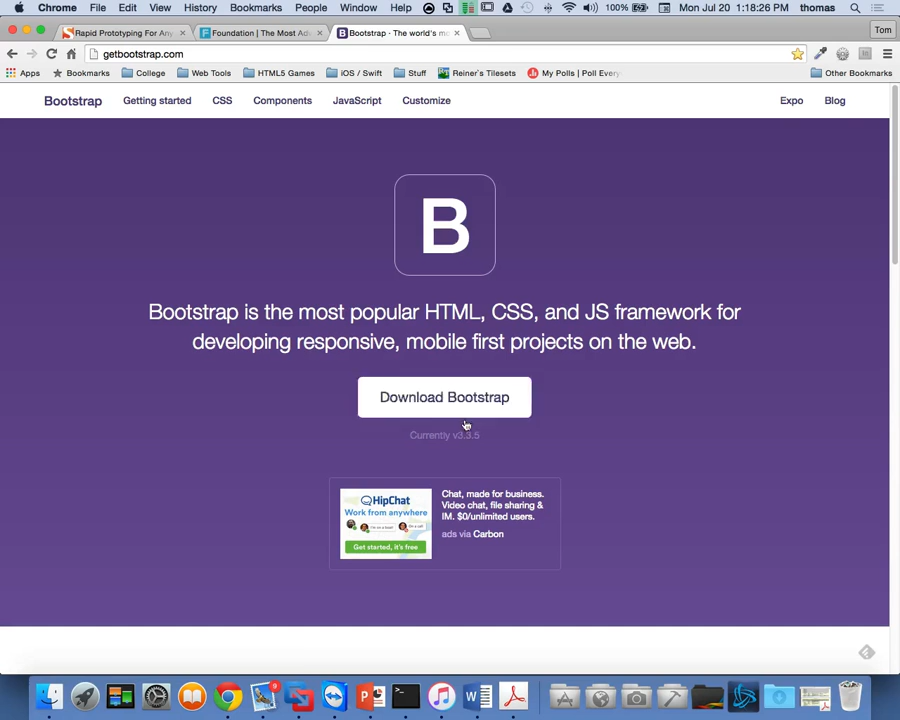 Chrome File Edit View History Bookmarks People Window Help 100% Mon Jul 20 1:18:26 PM thomas
Rapid Prototyping For Any Foundation | The Most Ad Bootstrap · The world's mo Tom
getbootstrap.com
Apps Bookmarks College Web Tools HTML5 Games iOS / Swift Stuff Reiner's Tilesets My Polls | Poll Every Other Bookmarks
Bootstrap Getting started CSS Components JavaScript Customize Expo Blog
B
Bootstrap is the most popular HTML, CSS, and JS framework for
developing responsive, mobile first projects on the web.
Download Bootstrap
Currently v3.3.5
HipChat
Work from anywhere
Get started, it's free
Chat, made for business.
Video chat, file sharing &
IM. $0/unlimited users.
ads via Carbon
9